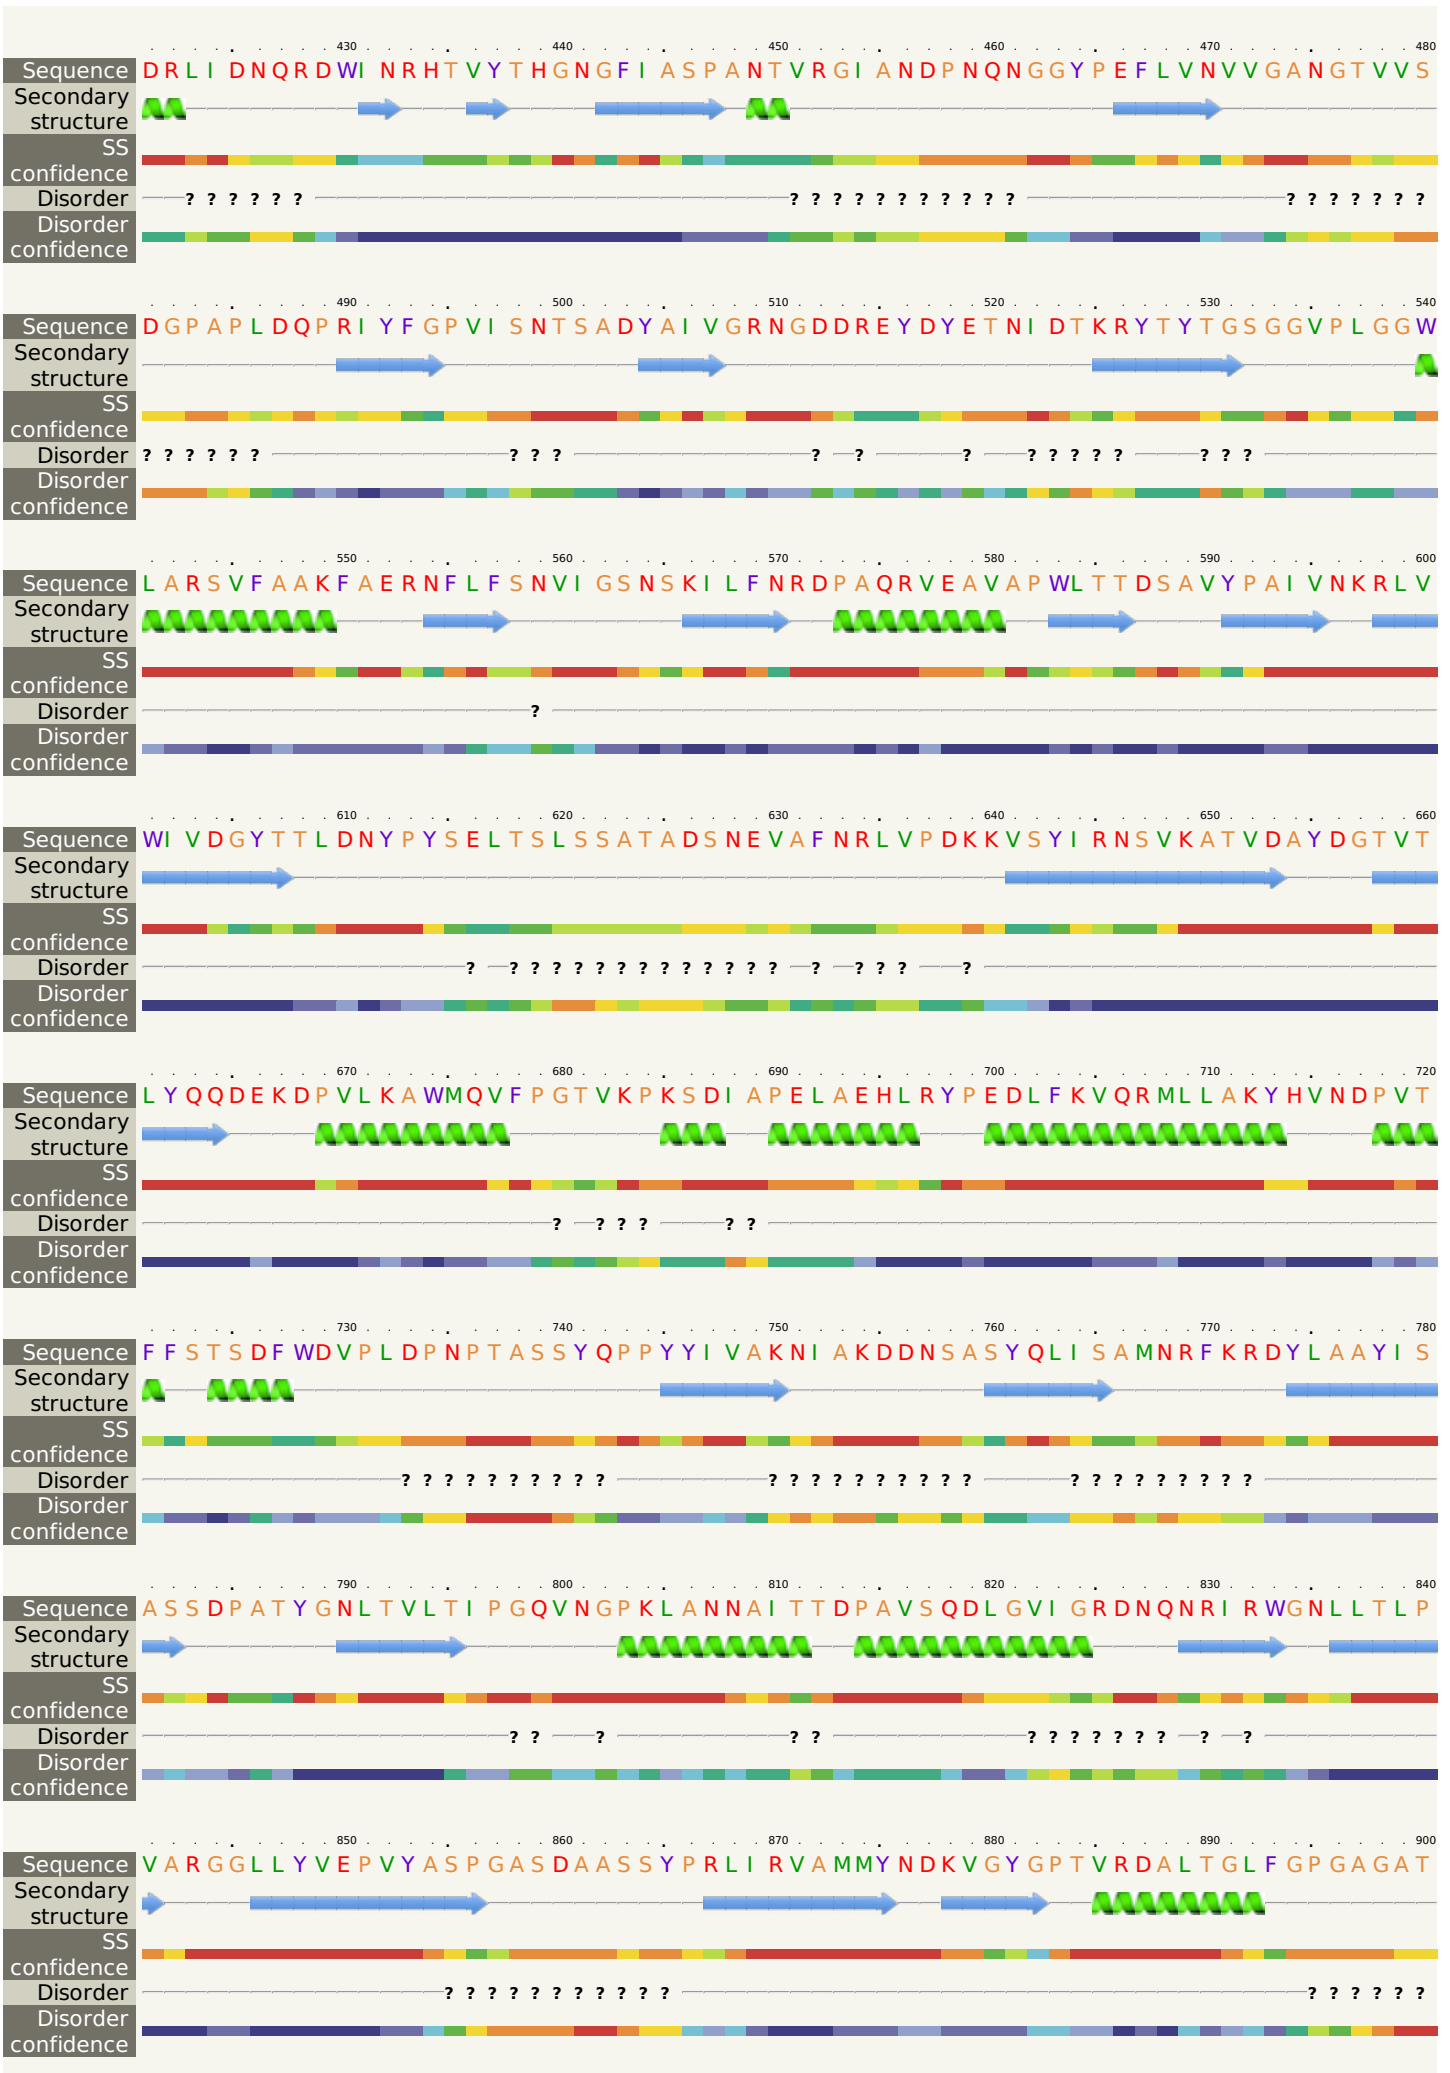 430 440 450 460 470 480
Sequence DRLIDNQRDWINRHTVYTHGNGFIASPANTVRGIANDPNQNGGYPEFLVNVVGANGTVVS
Secondary
structure
SS
confidence
Disorder ? ? ? ? ? ? ? ? ? ? ? ? ? ? ? ? ? ? ? ? ? ? ? ?
Disorder
confidence
490 500 510 520 530 540
Sequence DGPAPLDQPRIYFGPVISNTSADYAIVGRNGDDREYDYETNIDTKRYTYTGSGGVPLGGW
Secondary
structure
SS
confidence
Disorder ? ? ? ? ? ? ? ? ? ? ? ? ? ? ? ? ? ? ? ?
Disorder
confidence
550 560 570 580 590 600
Sequence LARSVFAAKFAERNFLFSNVIGSNSKILFNRDPAQRVEAVAPWLTTDSAVYPAIVNKRLV
Secondary
structure
SS
confidence
Disorder ?
Disorder
confidence
610 620 630 640 650 660
Sequence WIVDGYTTLDNYPYSELTSLSSATADSNEVAFNRLVPDKKVSYIRNSVKATVDAYDGTVT
Secondary
structure
SS
confidence
Disorder ? ? ? ? ? ? ? ? ? ? ? ? ? ? ? ? ? ? ?
Disorder
confidence
670 680 690 700 710 720
Sequence LYQQDEKDPVLKAWMQVFPGTVKPKSDIAPELAEHLRYPEDLFKVQRMLLAKYHVNDPVT
Secondary
structure
SS
confidence
Disorder ? ? ? ? ? ?
Disorder
confidence
730 740 750 760 770 780
Sequence FFSTSDFWDVPLDPNPTASSYQPPYYIVAKNIAKDDNSASYQLISAMNRFKRDYLAAYIS
Secondary
structure
SS
confidence
Disorder ? ? ? ? ? ? ? ? ? ? ? ? ? ? ? ? ? ? ? ? ? ? ? ? ? ? ? ? ?
Disorder
confidence
790 800 810 820 830 840
Sequence ASSDPATYGNLTVLTIPGQVNGPKLANNAITTDPAVSQDLGVIGRDNQNRIRWGNLLTLP
Secondary
structure
SS
confidence
Disorder ? ? ? ? ? ? ? ? ? ? ? ? ? ?
Disorder
confidence
850 860 870 880 890 900
Sequence VARGGLLYVEPVYASPGASDAASSYPRLIRVAMMYNDKVGYGPTVRDALTGLFGPGAGAT
Secondary
structure
SS
confidence
Disorder ? ? ? ? ? ? ? ? ? ? ? ? ? ? ? ? ?
Disorder
confidence